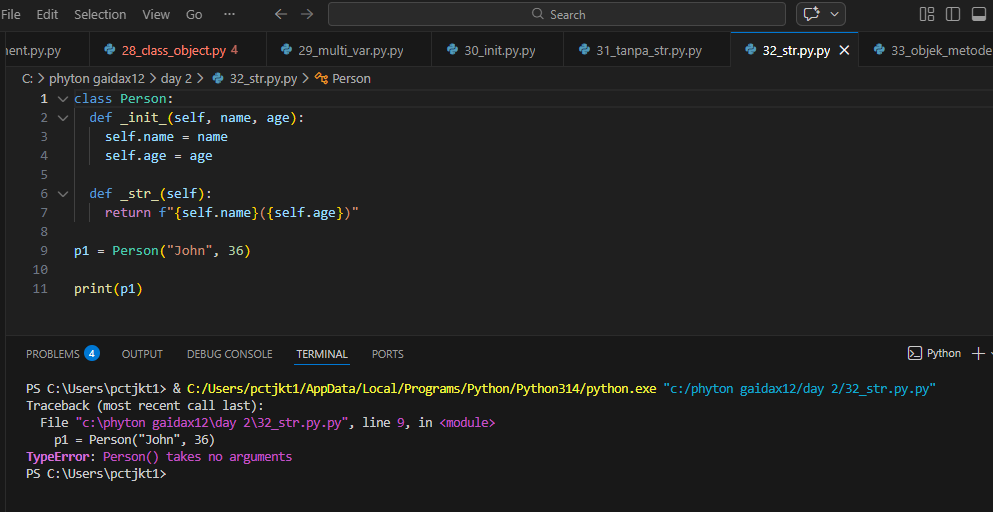 File Edit Selection View Go ··· Search
nent.py.py 28_class_object.py 4 29_multi_var.py.py 30_init.py.py 31_tanpa_str.py.py 32_str.py.py 33_objek_metode
C: > phyton gaidax12 > day 2 > 32_str.py.py > Person
1 class Person:
2 def _init_(self, name, age):
3 self.name = name
4 self.age = age
5
6 def _str_(self):
7 return f"{self.name}({self.age})"
8
9 p1 = Person("John", 36)
10
11 print(p1)
PROBLEMS 4 OUTPUT DEBUG CONSOLE TERMINAL PORTS Python
PS C:\Users\pctjkt1> & C:/Users/pctjkt1/AppData/Local/Programs/Python/Python314/python.exe "c:/phyton gaidax12/day 2/32_str.py.py"
Traceback (most recent call last):
File "c:\phyton gaidax12\day 2\32_str.py.py", line 9, in <module>
p1 = Person("John", 36)
TypeError: Person() takes no arguments
PS C:\Users\pctjkt1>